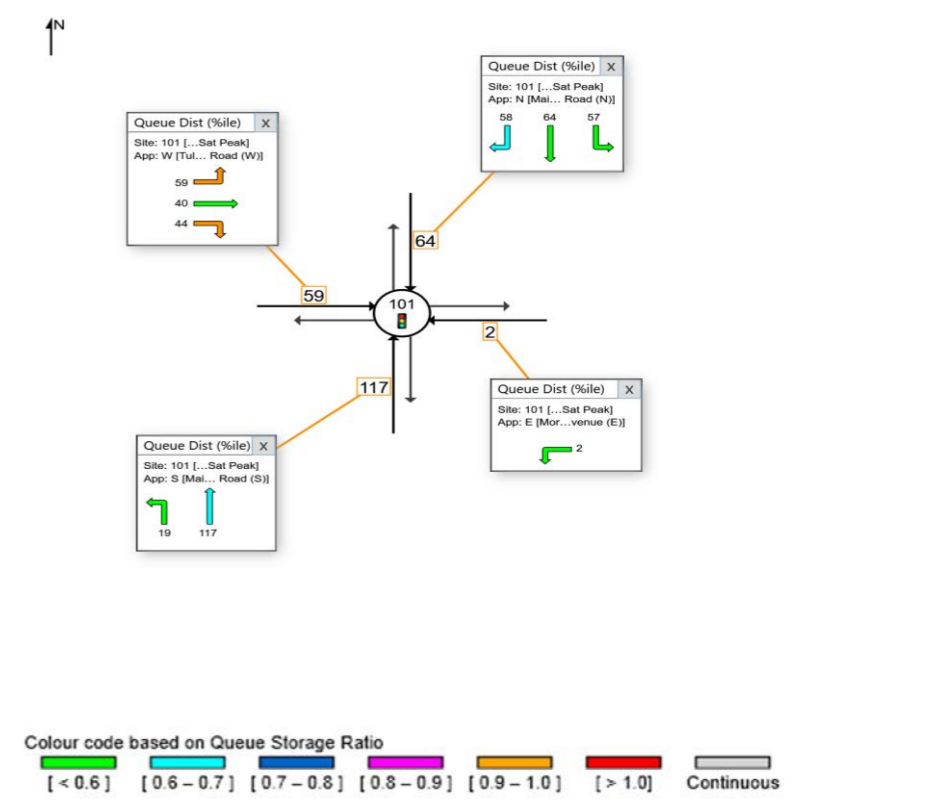 N
Queue Dist (%ile) X
Site: 101 [...Sat Peak]
App: N [Mai... Road (N)]
58 64 57
Queue Dist (%ile) X
Site: 101 [...Sat Peak]
App: W [Tul... Road (W)]
59
40
44
64
59
101
2
117
Queue Dist (%ile) X
Site: 101 [...Sat Peak]
App: E [Mor...venue (E)]
2
Queue Dist (%ile) X
Site: 101 [...Sat Peak]
App: S [Mai... Road (S)]
19 117
Colour code based on Queue Storage Ratio
[ < 0.6 ] [ 0.6 – 0.7 ] [ 0.7 – 0.8 ] [ 0.8 – 0.9 ] [ 0.9 – 1.0 ] [ > 1.0] Continuous